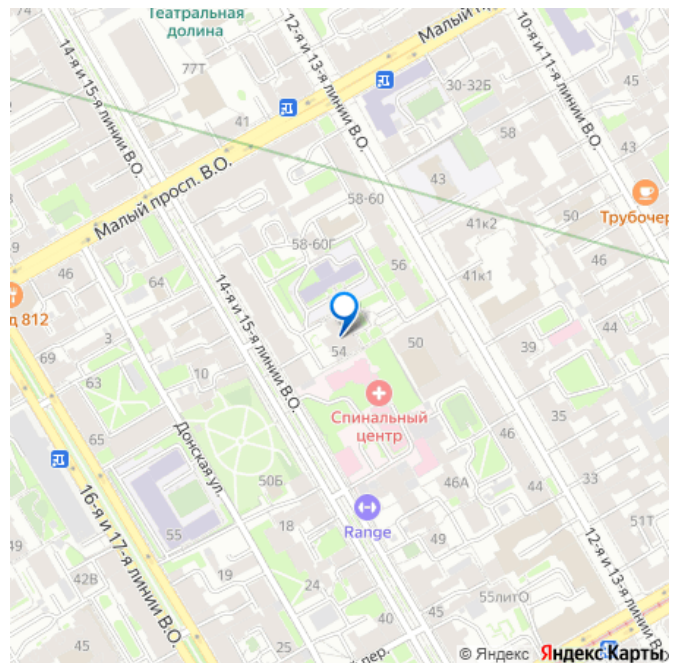 74
Театральная
долина
12-я и 13-я линии В.О.
Малый пр
10-я и 11-я линии В.О.
14-я и 15-я линии В.О.
77Т
30-32Б
45
41
58
43
Малый просп. В.О.
43
58-60
Трубочер
50
41к2
9
46
58-60Г
56
46
41к1
64
14-я и 15-я линии В.О.
д 812
3
54
50
44
39
69
63
10
Спинальный
центр
35
65
Донская ул.
46
50Б
46А
44
33
16-я и 17-я линии В.О.
55
18
Range
49
51Т
49
19
12-я и 13-я линии В.О.
42В
24
55литО
40
45
25
пер.
45
© Яндекс Яндекс Карты